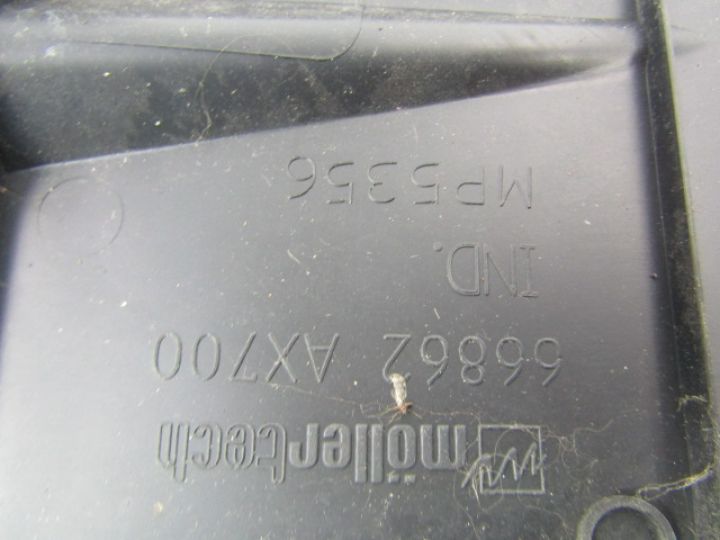 möllertech
66862 AX700
IND.
MP5356